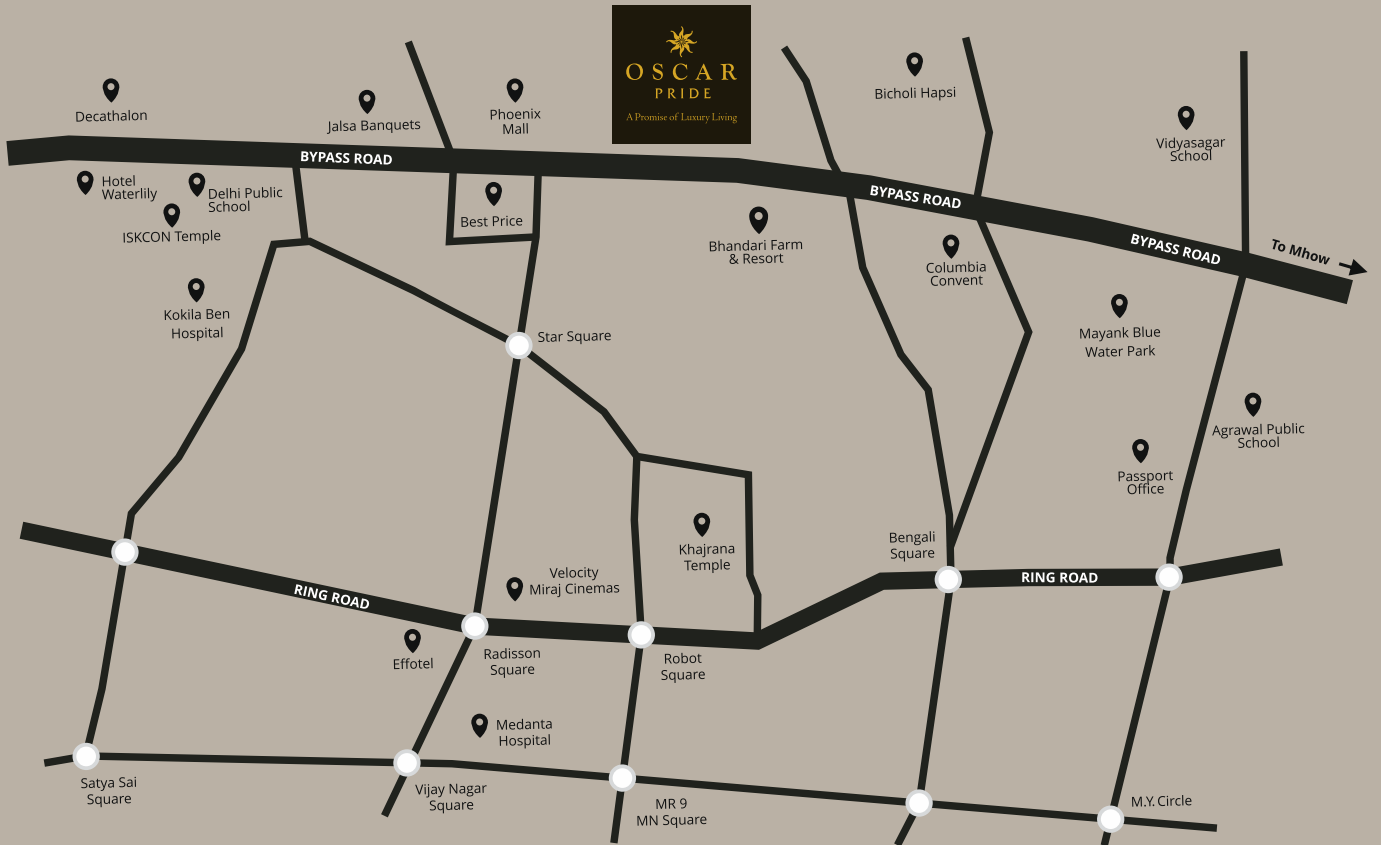 OSCAR
PRIDE
A Promise of Luxury Living
Decathalon
Jalsa Banquets
Phoenix
Mall
Bicholi Hapsi
Vidyasagar
School
BYPASS ROAD
Hotel
Waterlily
Delhi Public
School
ISKCON Temple
Best Price
BYPASS ROAD
Bhandari Farm
& Resort
Columbia
Convent
BYPASS ROAD
To Mhow
Kokila Ben
Hospital
Star Square
Mayank Blue
Water Park
Agrawal Public
School
Passport
Office
Khajrana
Temple
Bengali
Square
Velocity
Miraj Cinemas
RING ROAD
RING ROAD
Effotel
Radisson
Square
Robot
Square
Medanta
Hospital
Satya Sai
Square
Vijay Nagar
Square
MR 9
MN Square
M.Y. Circle